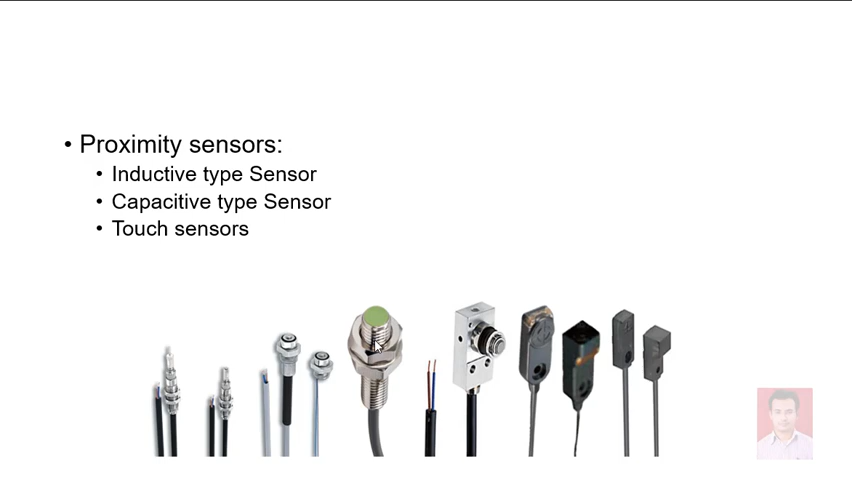 • Proximity sensors:
• Inductive type Sensor
• Capacitive type Sensor
• Touch sensors